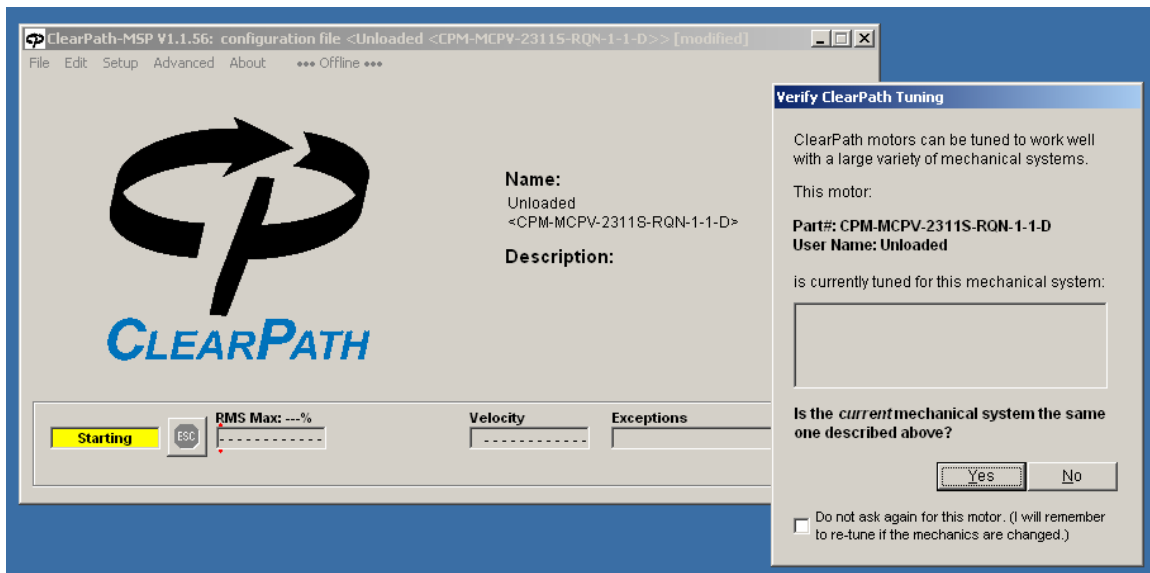 ClearPath-MSP V1.1.56: configuration file <Unloaded <CPM-MCPV-2311S-RQN-1-1-D>> [modified]
File Edit Setup Advanced About ••• Offline •••
CLEARPATH
Name:
Unloaded
<CPM-MCPV-2311S-RQN-1-1-D>
Description:
Starting
ESC
RMS Max: ---%
- - - - - - - - - - - -
Velocity
- - - - - - - - - - - -
Exceptions
Verify ClearPath Tuning
ClearPath motors can be tuned to work well
with a large variety of mechanical systems.
This motor:
Part#: CPM-MCPV-2311S-RQN-1-1-D
User Name: Unloaded
is currently tuned for this mechanical system:
Is the current mechanical system the same
one described above?
Yes
No
Do not ask again for this motor. (I will remember
to re-tune if the mechanics are changed.)